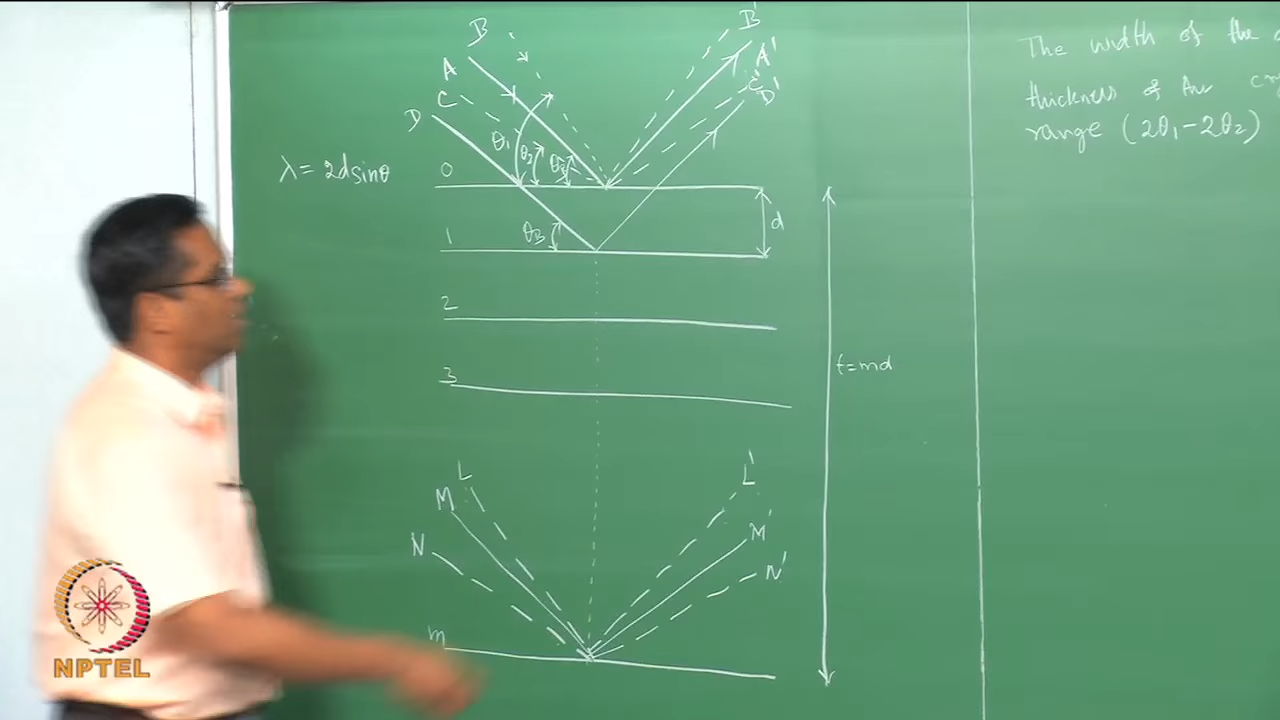 B
A
C
D
B'
A'
C'
D'
The width of the
thickness of the
range (2θ₁-2θ₂)
λ = 2d sinθ
θ₁
θ₂
0
d
θB
1
2
3
t=md
L
M
N
L'
M'
N'
m
NPTEL